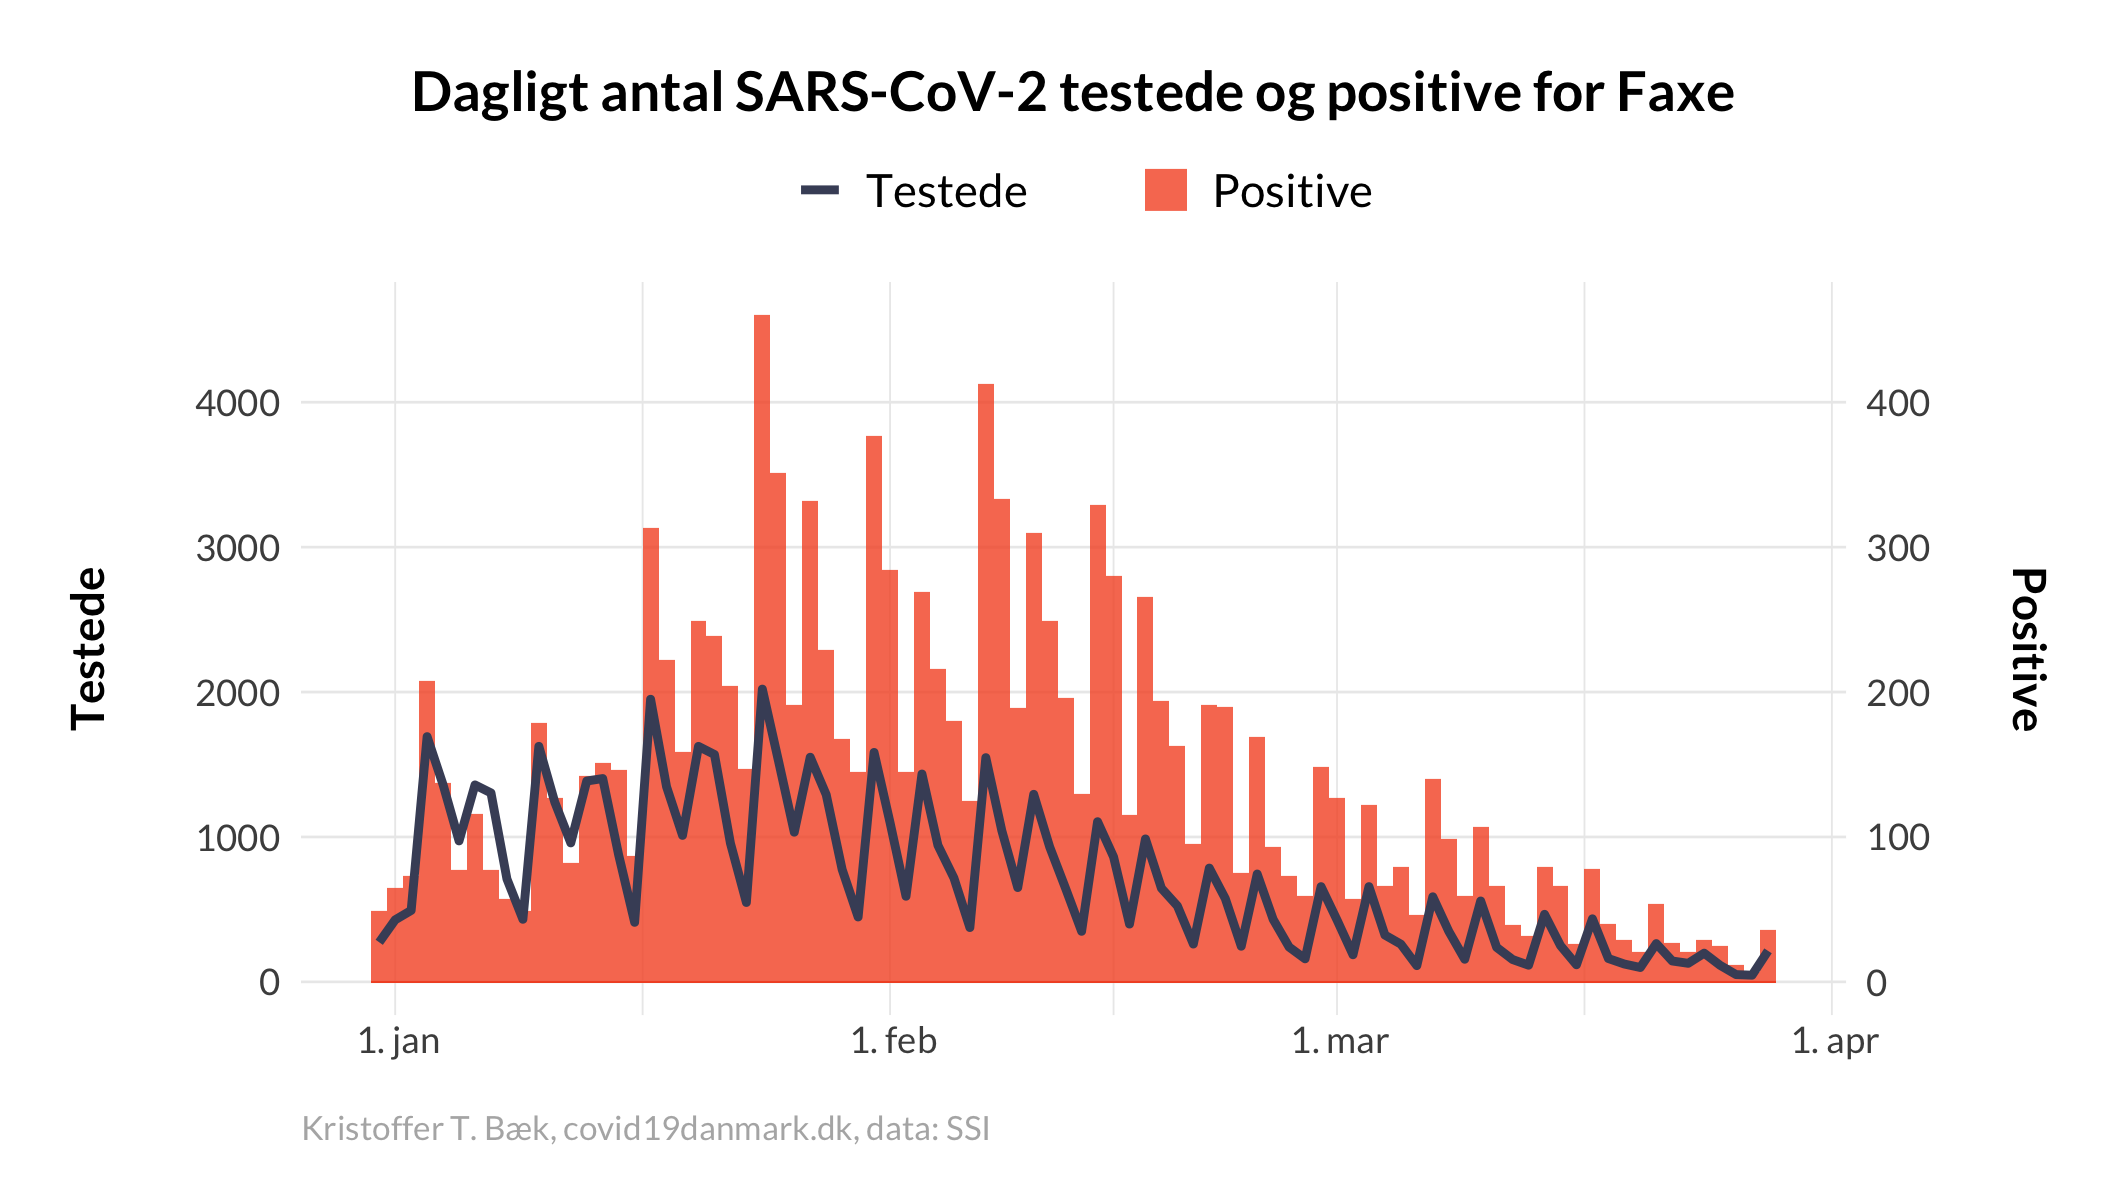 Dagligt antal SARS-CoV-2 testede og positive for Faxe
Testede Positive
Testede
4000
3000
2000
1000
0
400
300
200
100
0
Positive
1. jan 1. feb 1. mar 1. apr
Kristoffer T. Bæk, covid19danmark.dk, data: SSI